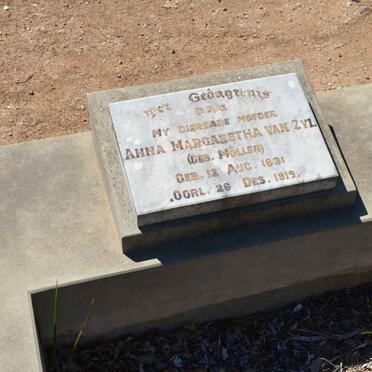 Gedagtenis
MY DIERBARE MOEDER
ANNA MARGARETHA VAN ZYL
(GEB. MÖLLER)
GEB. 12 AUG. 1831
OORL. 26 DES. 1919.